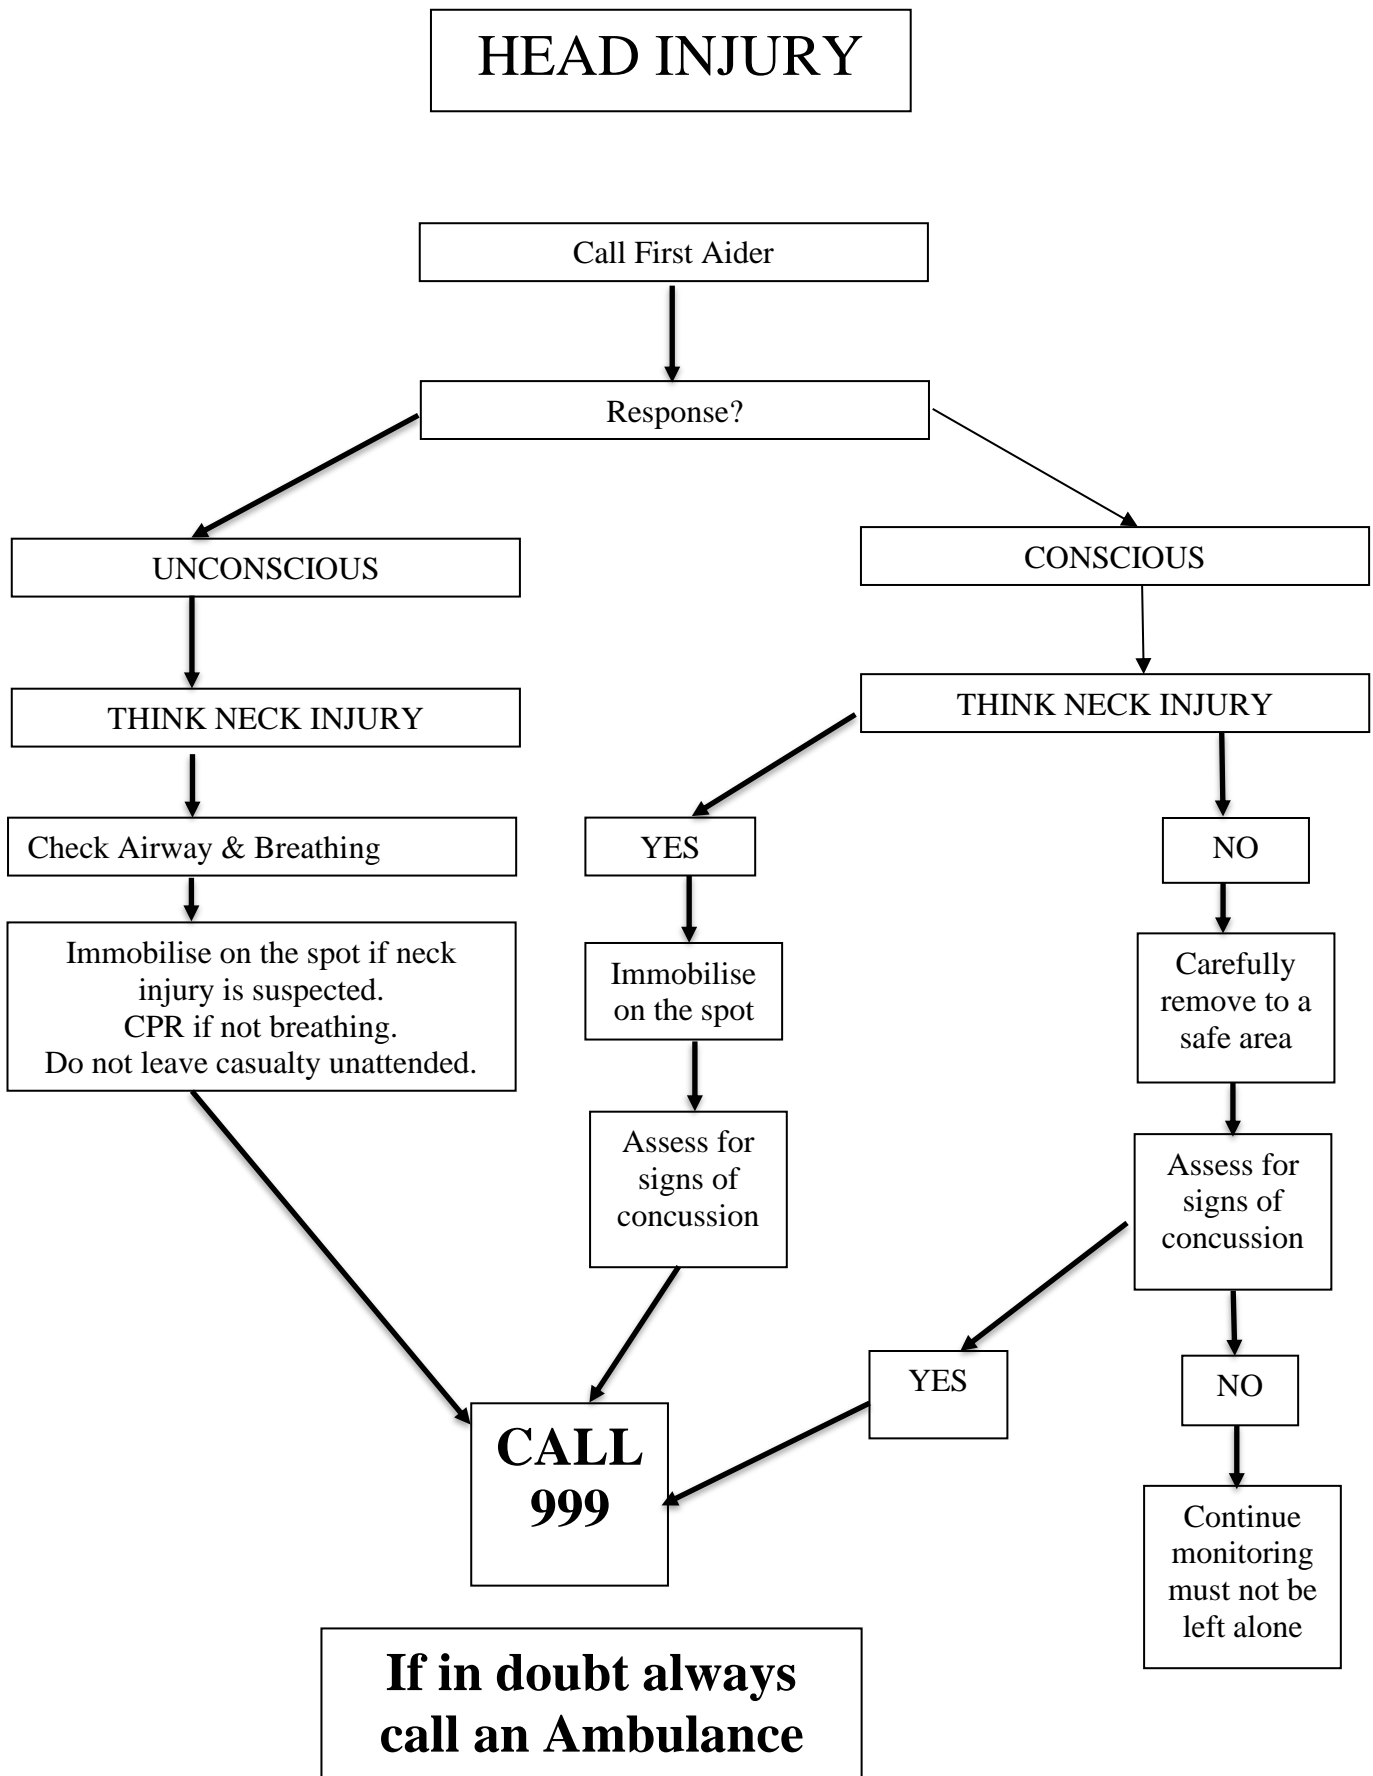 HEAD INJURY
Call First Aider
Response?
UNCONSCIOUS
CONSCIOUS
THINK NECK INJURY
THINK NECK INJURY
Check Airway & Breathing
YES
NO
Immobilise on the spot if neck
injury is suspected.
CPR if not breathing.
Do not leave casualty unattended.
Immobilise
on the spot
Carefully
remove to a
safe area
Assess for
signs of
concussion
Assess for
signs of
concussion
YES
NO
CALL
999
Continue
monitoring
must not be
left alone
If in doubt always
call an Ambulance